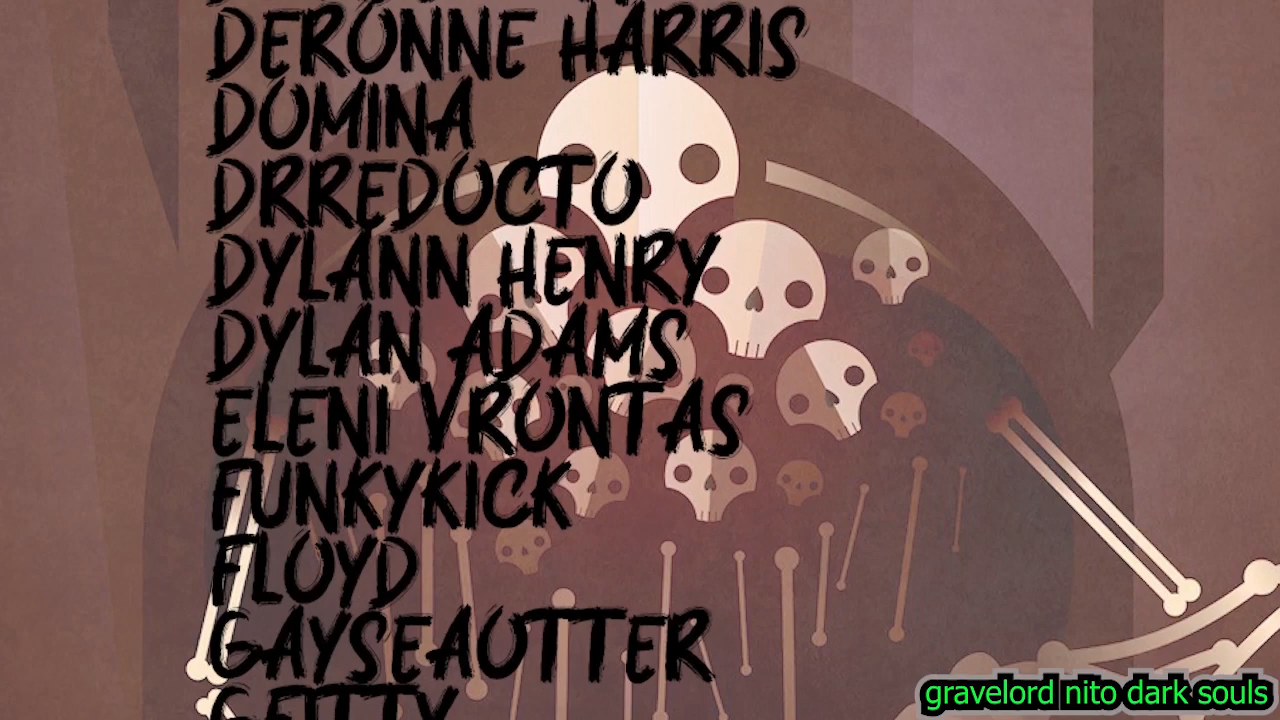 DERONNE HARRIS
DOMINA
DRREDOCTO
DYLANN HENRY
DYLAN ADAMS
ELENI VRONTAS
FUNKYKICK
FLOYD
GAYSEAOTTER
gravelord nito dark souls